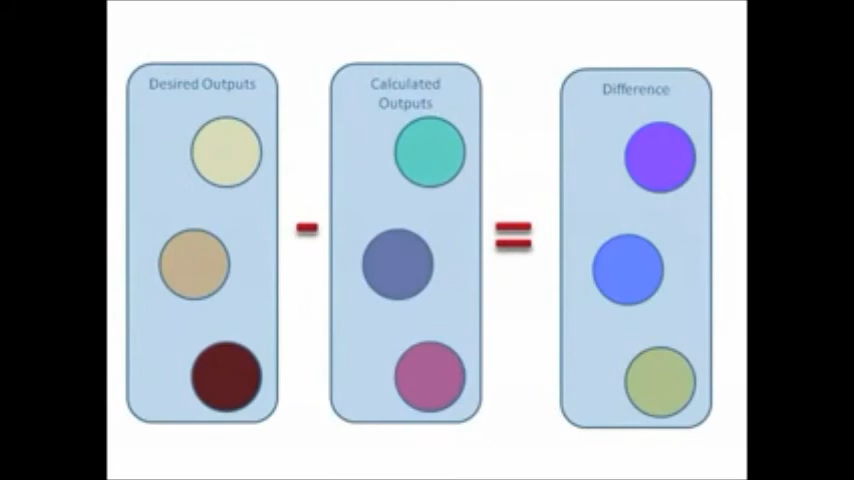 Desired Outputs
Calculated
Outputs
Difference
-
=